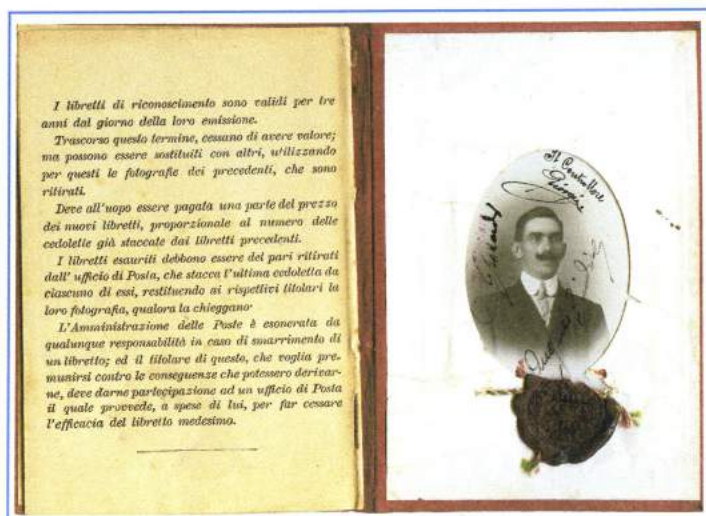 I libretti di riconoscimento sono validi per tre
anni dal giorno della loro emissione.
Trascorso questo termine, cessano di avere valore;
ma possono essere sostituiti con altri, utilizzando
per questi le fotografie dei precedenti, che sono
ritirati.
Deve all'uopo essere pagata una parte del prezzo
dei nuovi libretti, proporzionale al numero delle
cedolette già staccate dai libretti precedenti.
I libretti esauriti debbono essere del pari ritirati
dall' ufficio di Posta, che stacca l'ultima cedoletta da
ciascuno di essi, restituendo ai rispettivi titolari la
loro fotografia, qualora la chieggano
L'Amministrazione delle Poste è esonerata da
qualunque responsabilità in caso di smarrimento di
un libretto; ed il titolare di questo, che voglia pre-
munirsi contro le conseguenze che potessero derivar-
ne, deve darne partecipazione ad un ufficio di Posta
il quale provvede, a spese di lui, per far cessare
l'efficacia del libretto medesimo.
Il Controllore